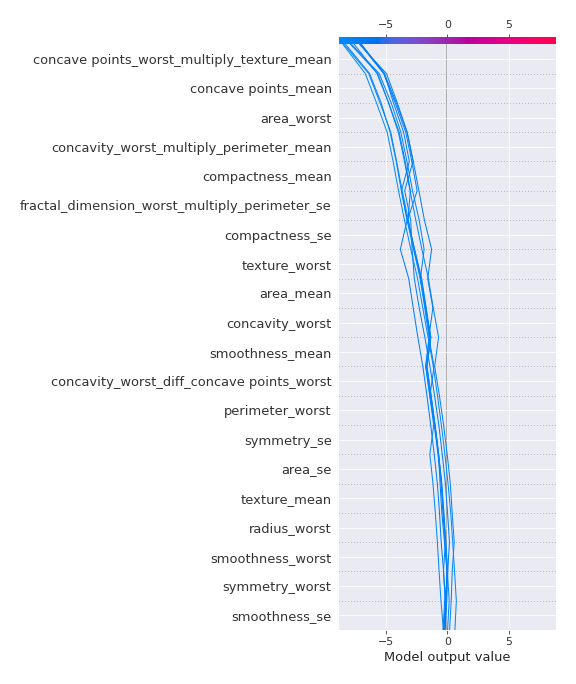 −5 0 5
concave points_worst_multiply_texture_mean
concave points_mean
area_worst
concavity_worst_multiply_perimeter_mean
compactness_mean
fractal_dimension_worst_multiply_perimeter_se
compactness_se
texture_worst
area_mean
concavity_worst
smoothness_mean
concavity_worst_diff_concave points_worst
perimeter_worst
symmetry_se
area_se
texture_mean
radius_worst
smoothness_worst
symmetry_worst
smoothness_se
−5 0 5
Model output value